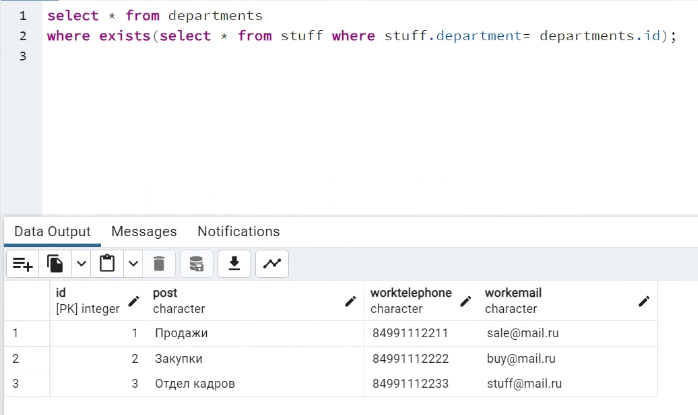 1 select * from departments
2 where exists(select * from stuff where stuff.department= departments.id);
3
Data Output Messages Notifications
id post worktelephone workemail
[PK] integer character character character
1 1 Продажи 84991112211 sale@mail.ru
2 2 Закупки 84991112222 buy@mail.ru
3 3 Отдел кадров 84991112233 stuff@mail.ru